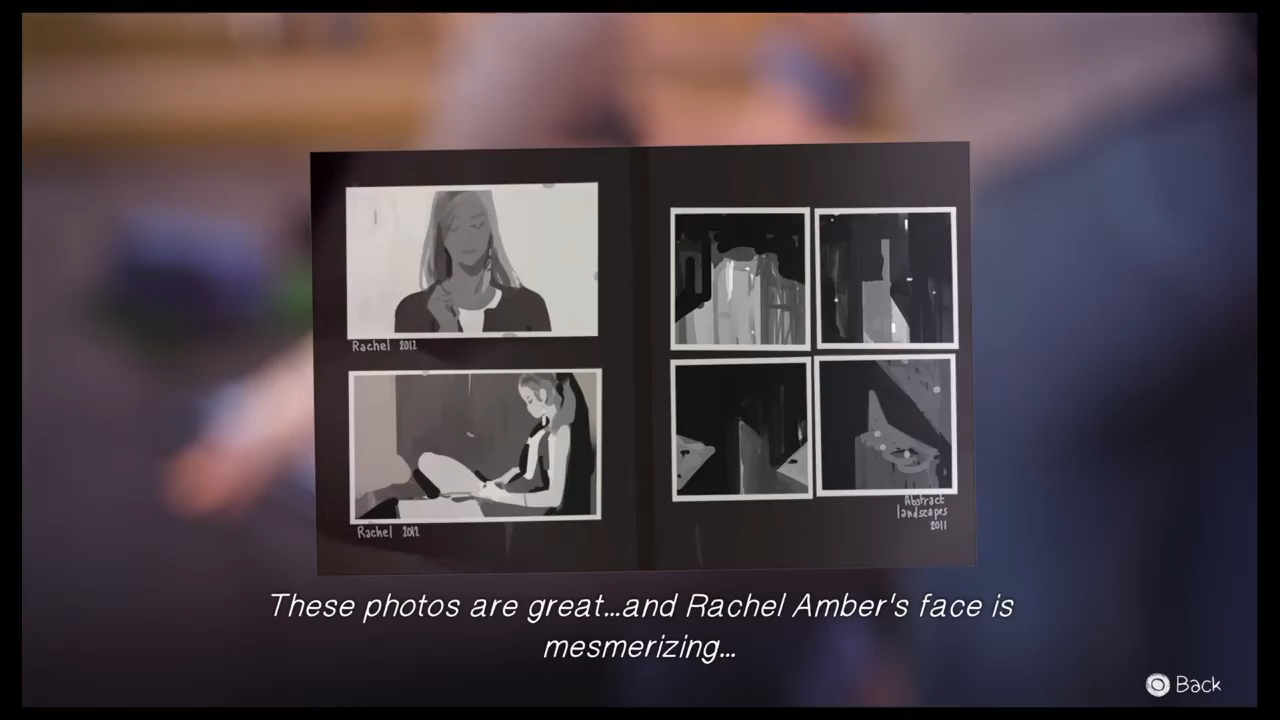 Rachel 2012
Rachel 2012
Abstract
landscapes
2011
These photos are great...and Rachel Amber's face is
mesmerizing...
Back